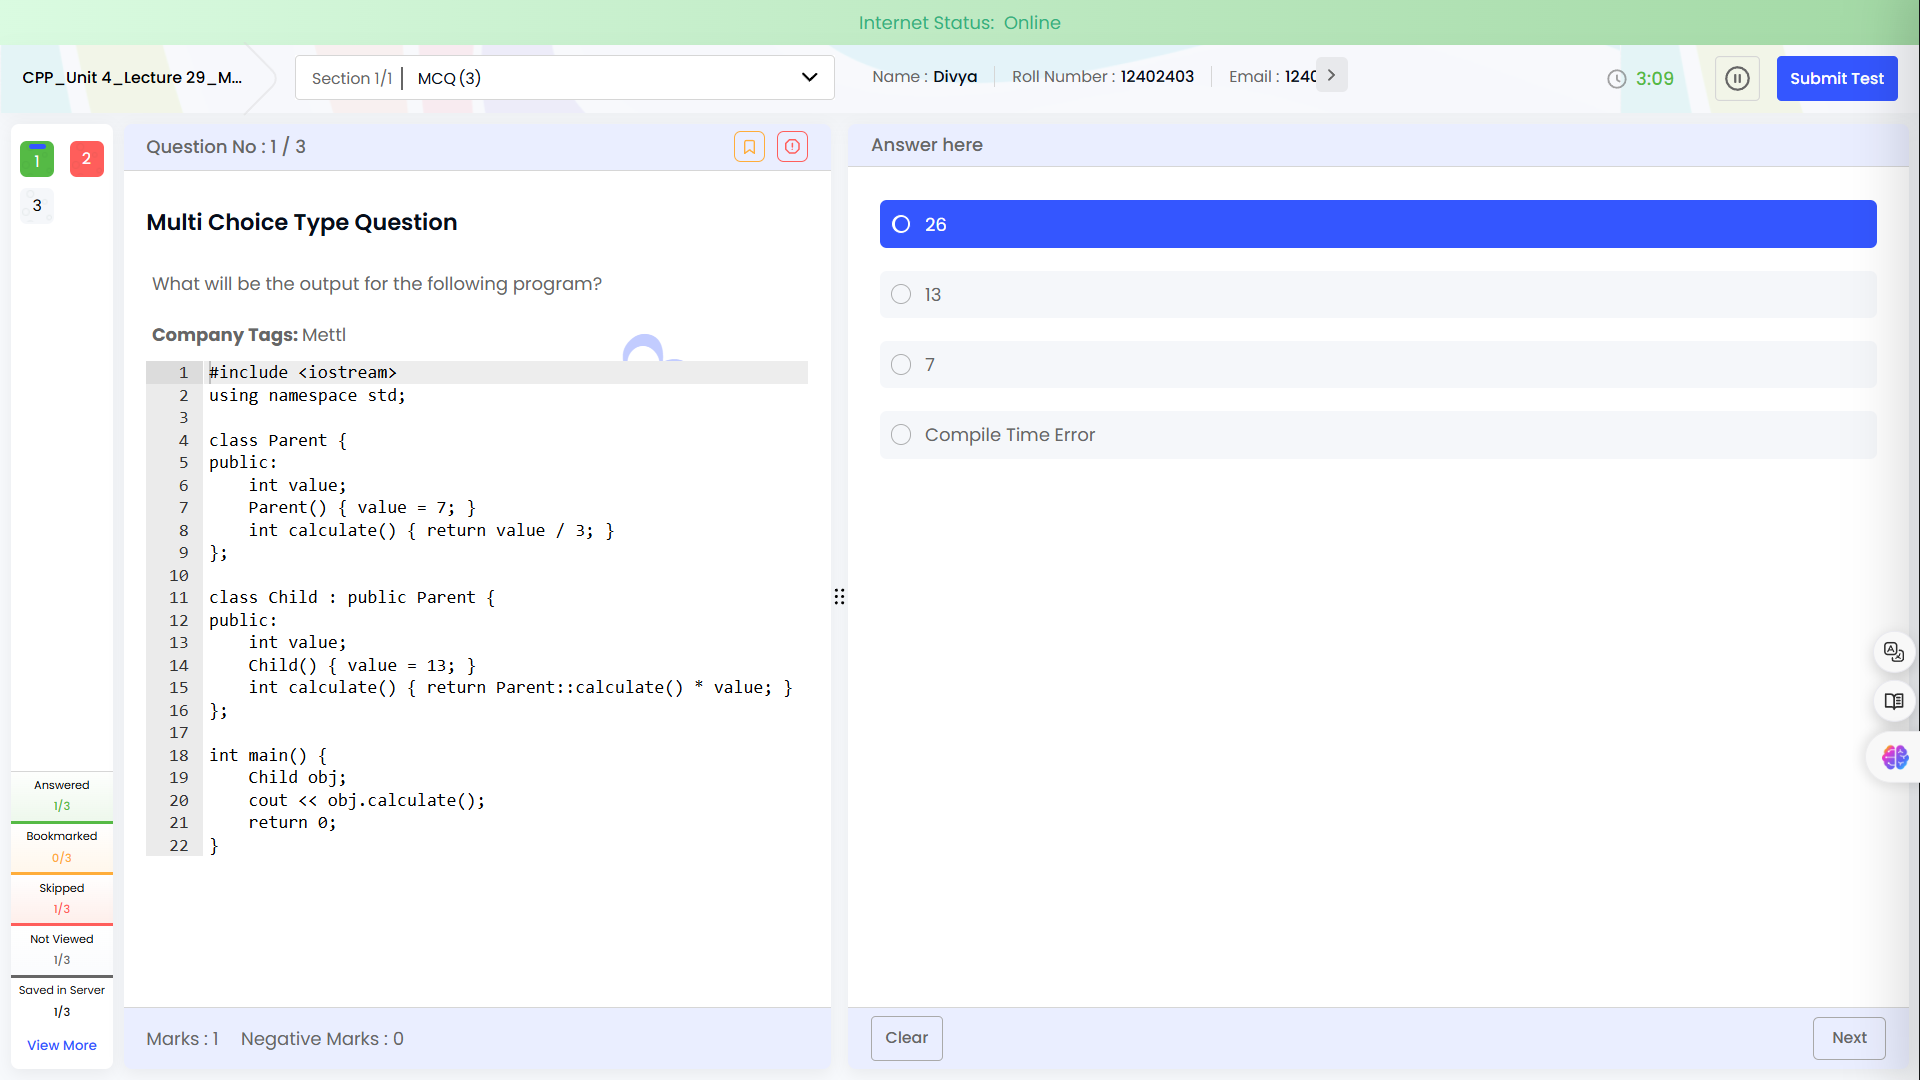 Internet Status: Online
CPP_Unit 4_Lecture 29_M...
Section 1/1 | MCQ (3)
Name : Divya
Roll Number : 12402403
Email : 1240
3:09
Submit Test
1
2
3
Question No : 1 / 3
Multi Choice Type Question
What will be the output for the following program?
Company Tags: Mettl
1 #include <iostream>
2 using namespace std;
3
4 class Parent {
5 public:
6     int value;
7     Parent() { value = 7; }
8     int calculate() { return value / 3; }
9 };
10
11 class Child : public Parent {
12 public:
13     int value;
14     Child() { value = 13; }
15     int calculate() { return Parent::calculate() * value; }
16 };
17
18 int main() {
19     Child obj;
20     cout << obj.calculate();
21     return 0;
22 }
Answer here
26
13
7
Compile Time Error
Answered
1/3
Bookmarked
0/3
Skipped
1/3
Not Viewed
1/3
Saved in Server
1/3
View More
Marks : 1
Negative Marks : 0
Clear
Next